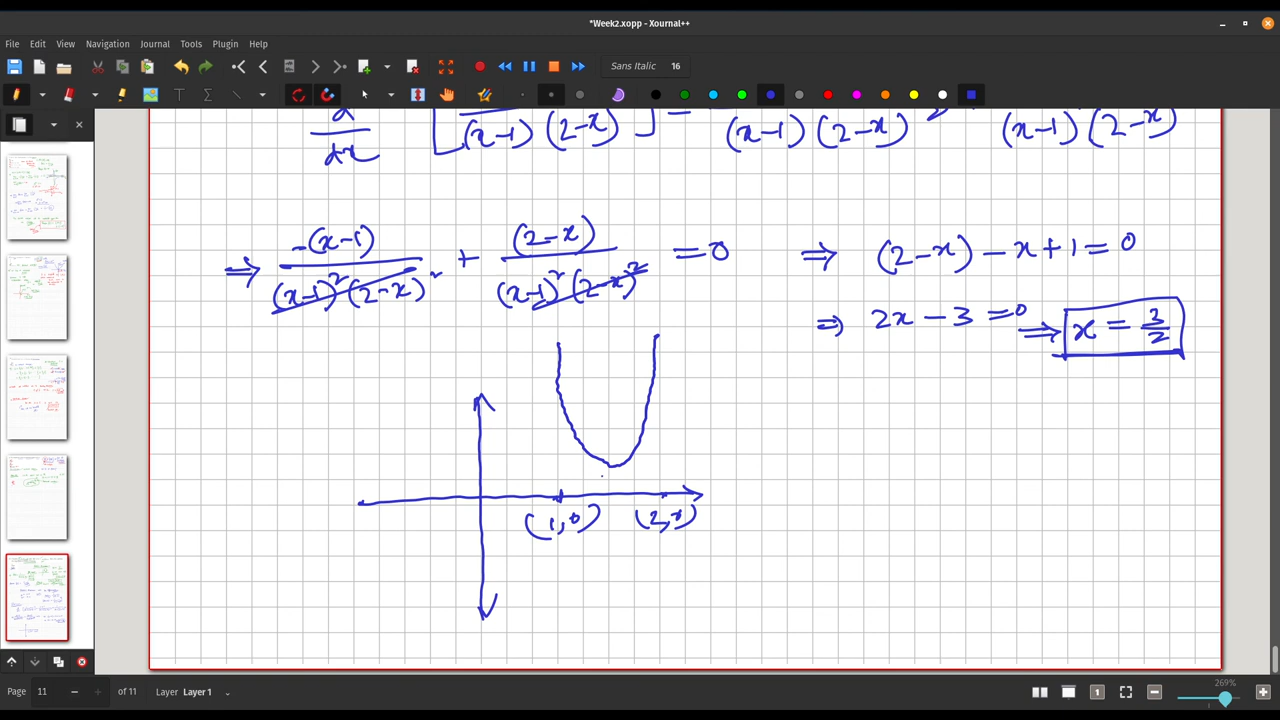 *Week2.xopp - Xournal++
File Edit View Navigation Journal Tools Plugin Help
Sans Italic 16
d/dx [ (x-1)(2-x) ] = (x-1)(2-x) (x-1)(2-x)
⇒ -(x-1)/((x-1)²(2-x)²) + (2-x)/((x-1)²(2-x)²) = 0 ⇒ (2-x) - x + 1 = 0
⇒ 2x - 3 = 0 ⇒ x = 3/2
(1,0) (2,
Page 11 of 11 Layer Layer 1
1
269%